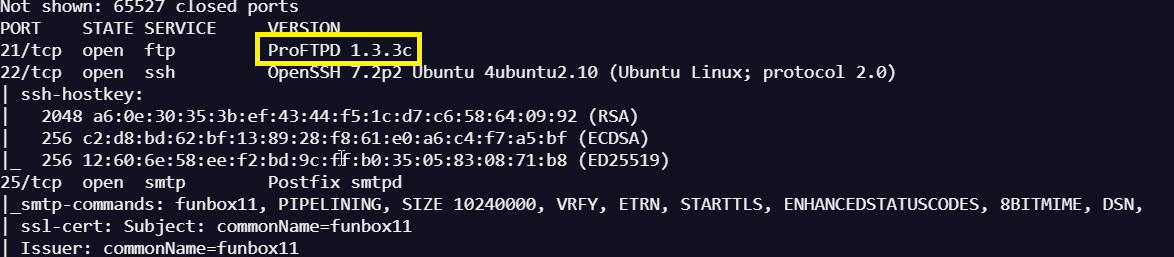 Not shown: 65527 closed ports
PORT   STATE SERVICE     VERSION
21/tcp open  ftp         ProFTPD 1.3.3c
22/tcp open  ssh         OpenSSH 7.2p2 Ubuntu 4ubuntu2.10 (Ubuntu Linux; protocol 2.0)
| ssh-hostkey:
|   2048 a6:0e:30:35:3b:ef:43:44:f5:1c:d7:c6:58:64:09:92 (RSA)
|   256 c2:d8:bd:62:bf:13:89:28:f8:61:e0:a6:c4:f7:a5:bf (ECDSA)
|_  256 12:60:6e:58:ee:f2:bd:9c:ff:b0:35:05:83:08:71:b8 (ED25519)
25/tcp open  smtp        Postfix smtpd
|_smtp-commands: funbox11, PIPELINING, SIZE 10240000, VRFY, ETRN, STARTTLS, ENHANCEDSTATUSCODES, 8BITMIME, DSN,
| ssl-cert: Subject: commonName=funbox11
| Issuer: commonName=funbox11